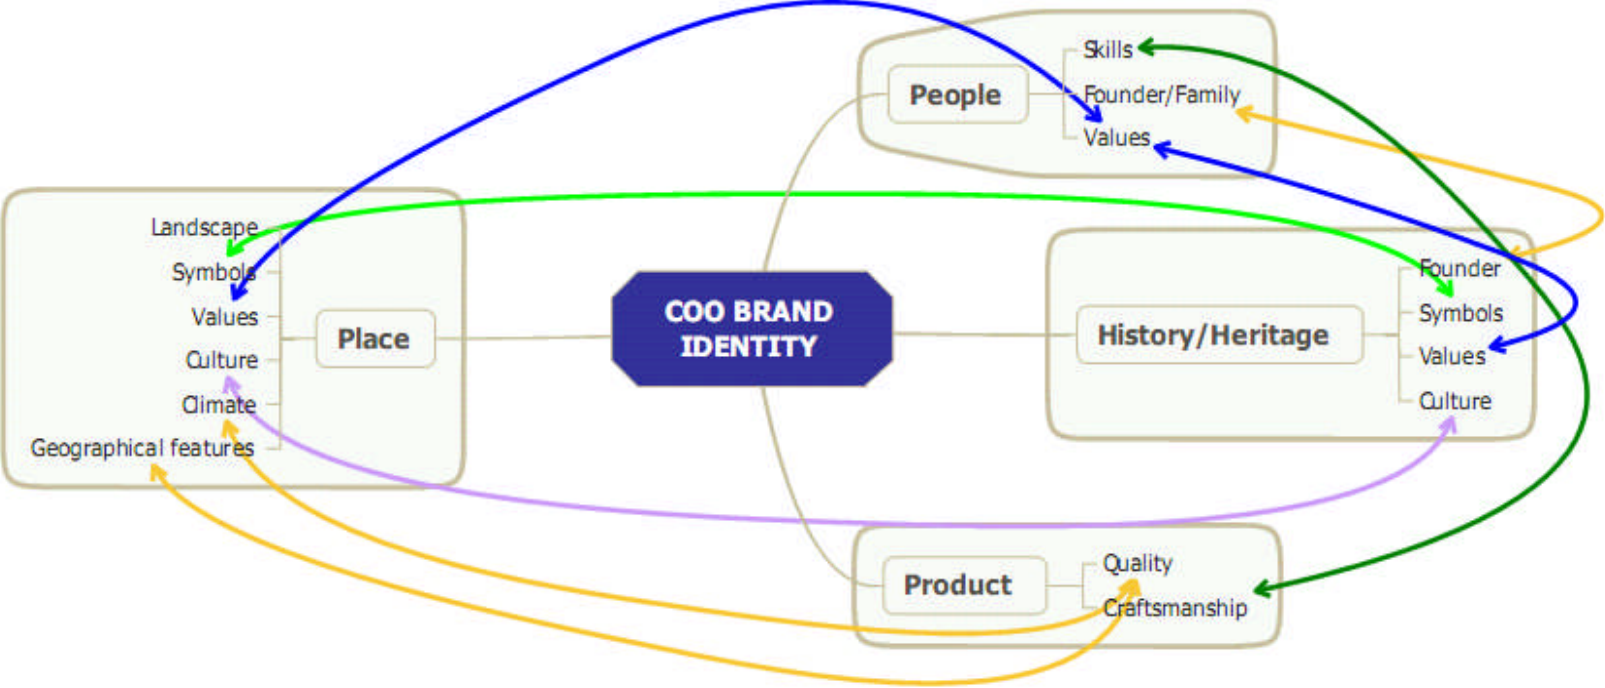 People
Skills
Founder/Family
Values
Landscape
Symbols
Values
Culture
Climate
Geographical features
Place
COO BRAND
IDENTITY
History/Heritage
Founder
Symbols
Values
Culture
Product
Quality
Craftsmanship